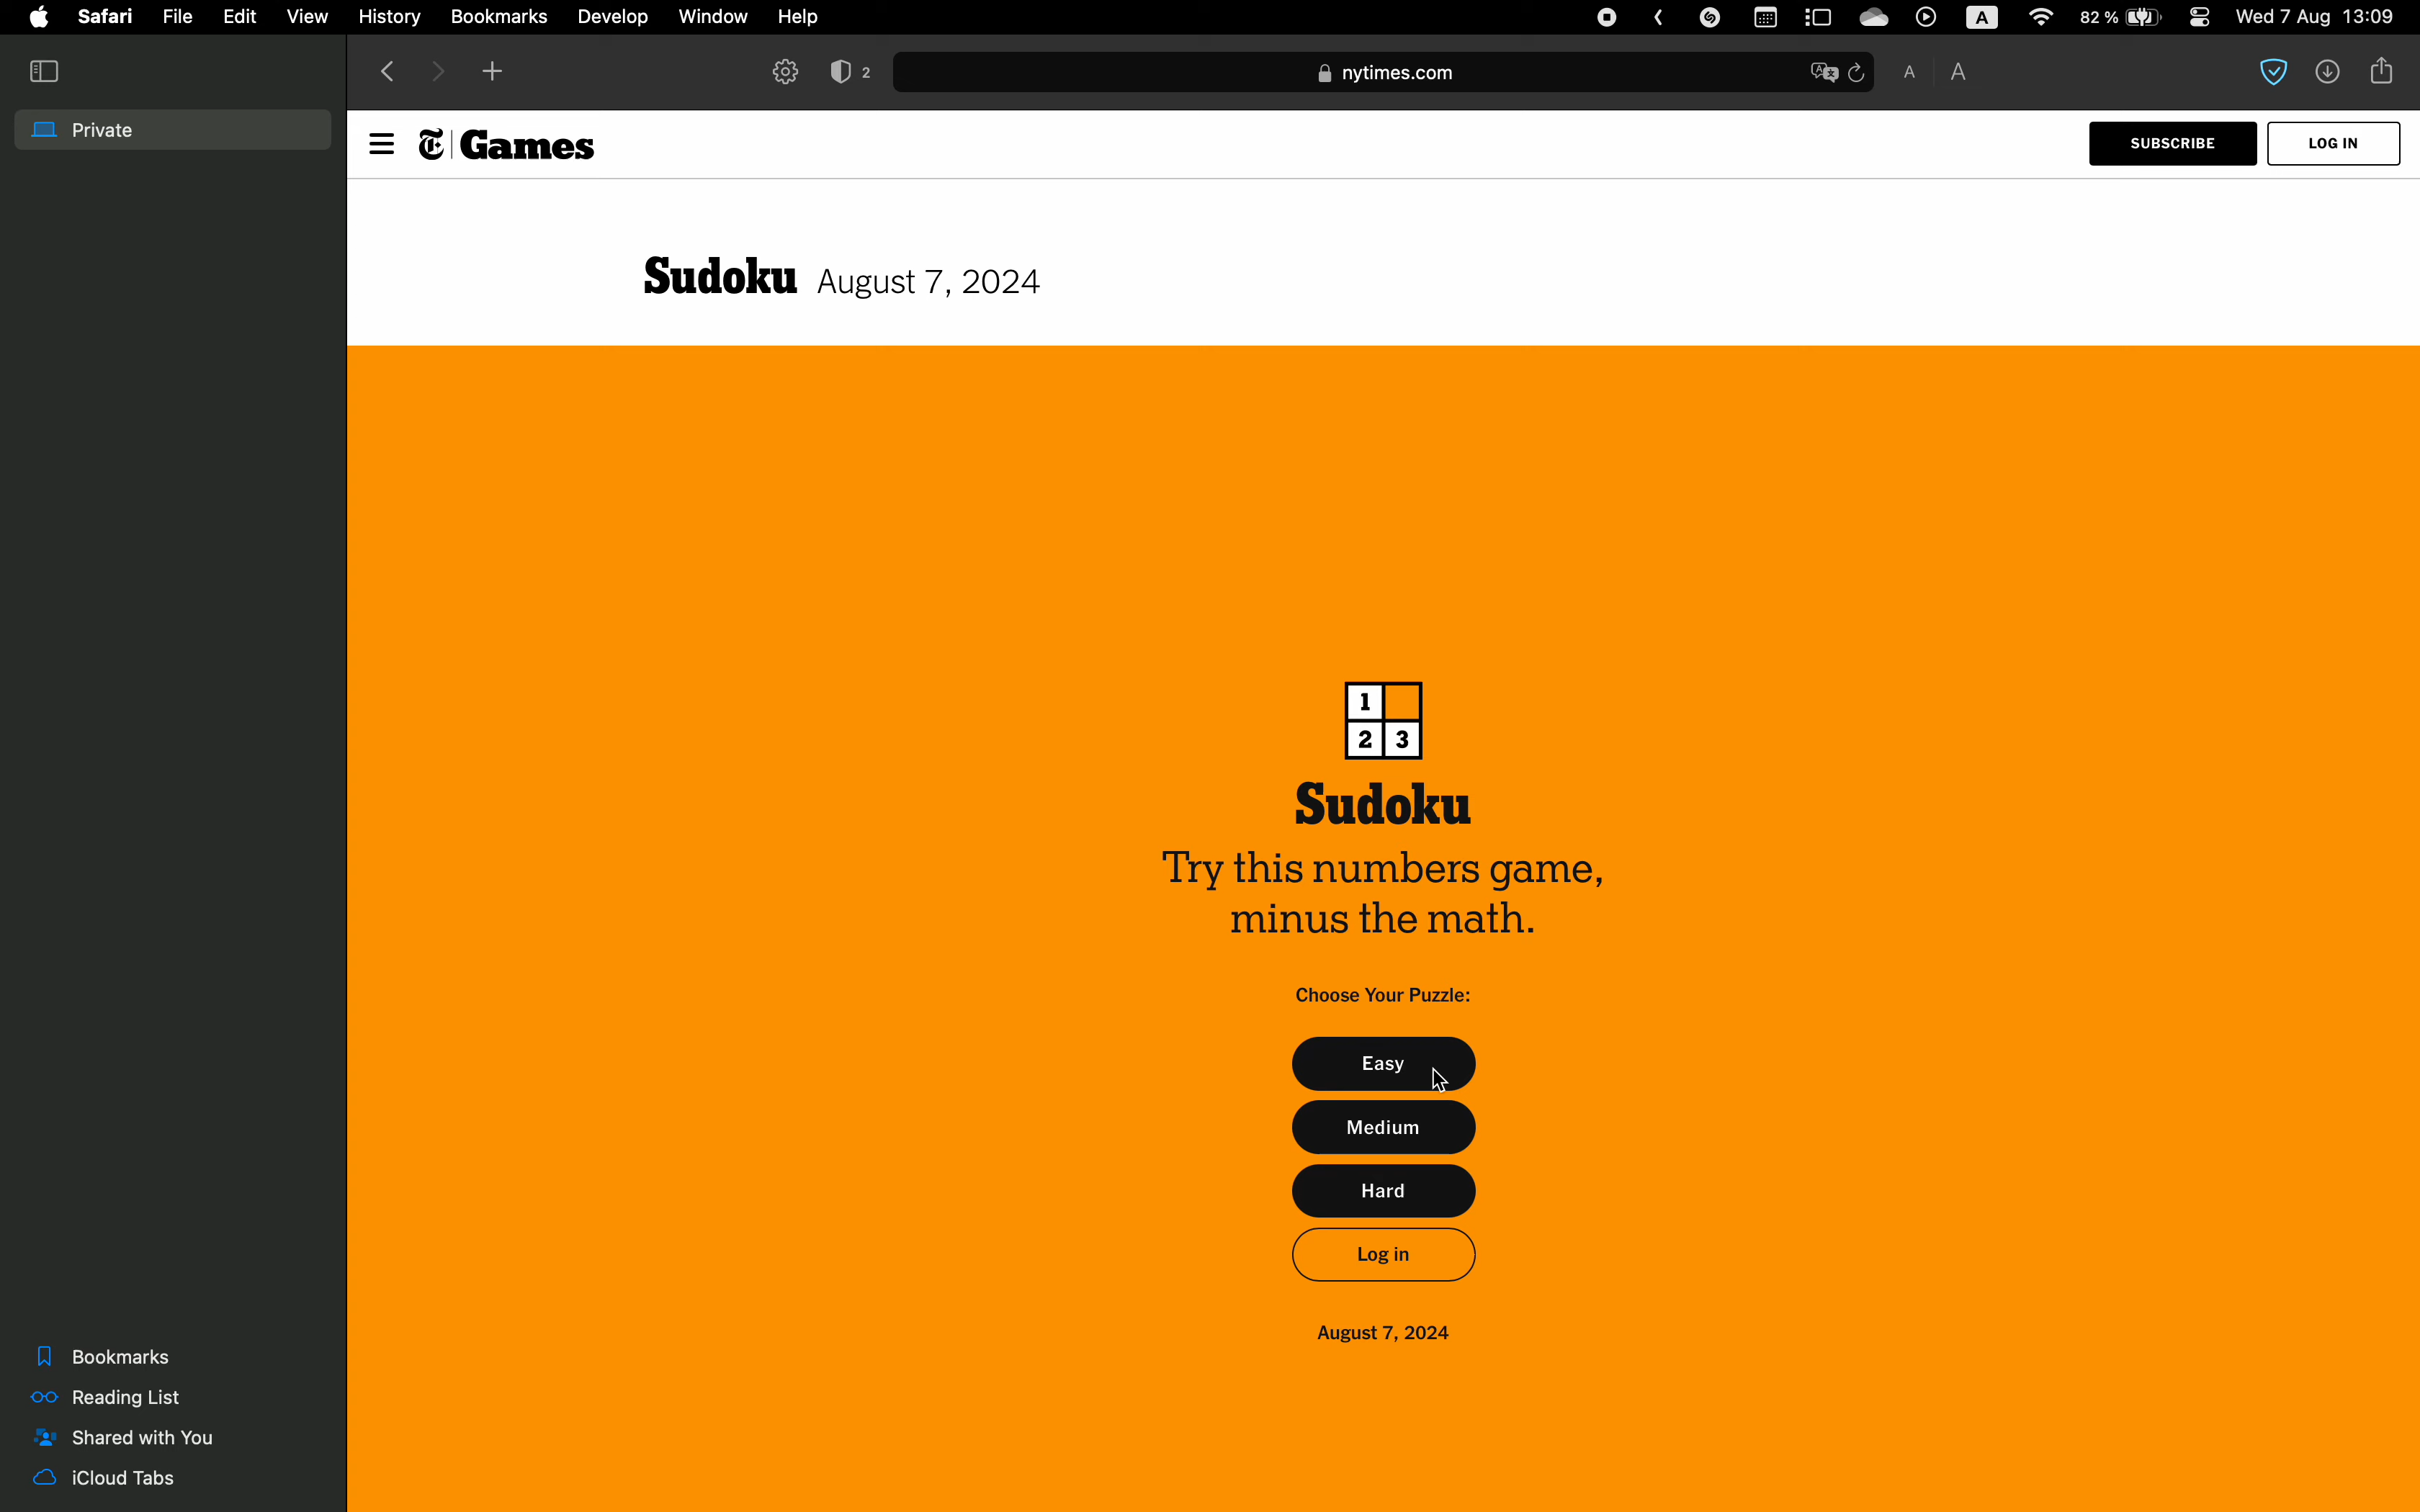 Safari File Edit View History Bookmarks Develop Window Help A 82 % Wed 7 Aug 13:09
2 nytimes.com A A
Private
T Games SUBSCRIBE LOG IN
Sudoku August 7, 2024
1
2 3
Sudoku
Try this numbers game,
minus the math.
Choose Your Puzzle:
Easy
Medium
Hard
Log in
August 7, 2024
Bookmarks
Reading List
Shared with You
iCloud Tabs